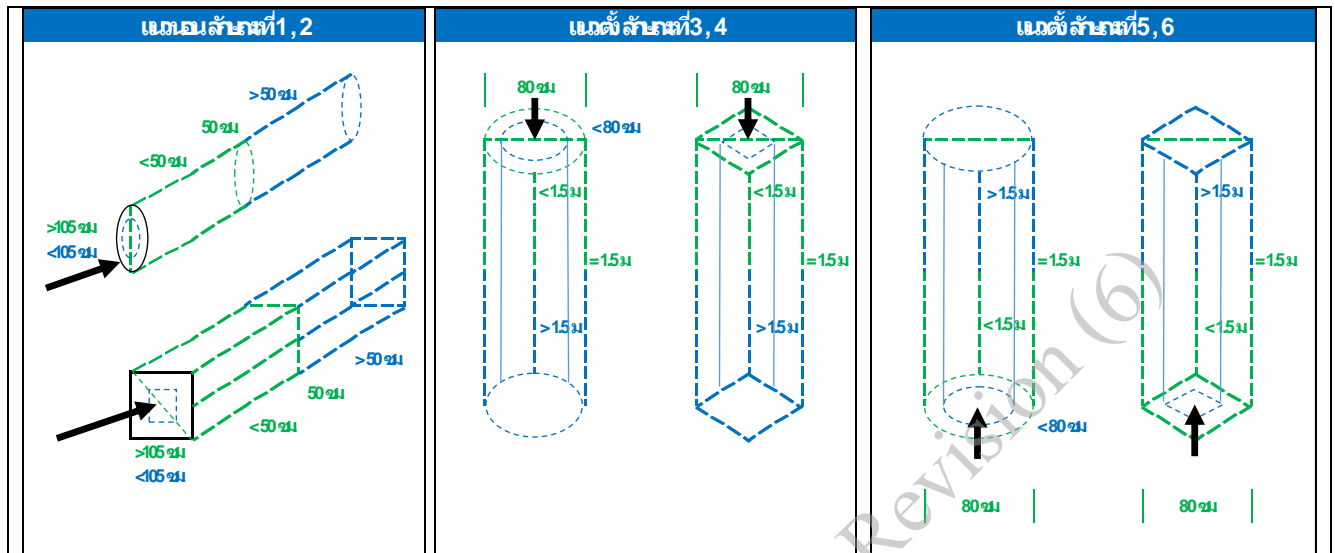 แนวนอน ลักษณะที่ 1, 2
>50 ซม
50 ซม
<50 ซม
>105 ซม
<105 ซม
>50 ซม
50 ซม
<50 ซม
>105 ซม
<105 ซม
แนวตั้ง ลักษณะที่ 3, 4
80 ซม
80 ซม
<80 ซม
<1.5 ม
<1.5 ม
=1.5 ม
=1.5 ม
>1.5 ม
>1.5 ม
แนวตั้ง ลักษณะที่ 5, 6
>1.5 ม
>1.5 ม
=1.5 ม
=1.5 ม
<1.5 ม
<1.5 ม
<80 ซม
80 ซม
80 ซม
Revision (6)